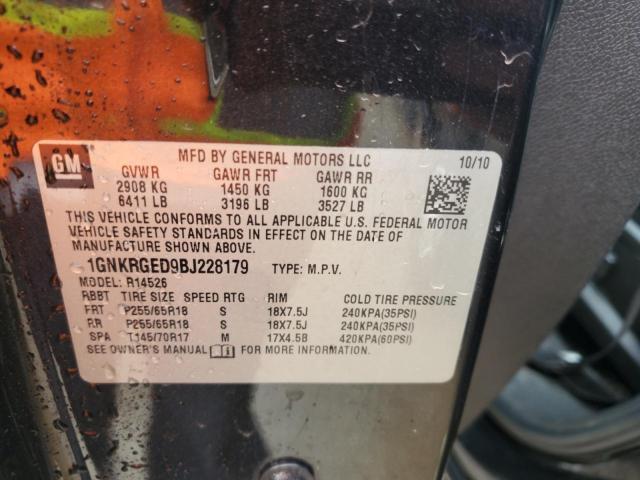 GM
MFD BY GENERAL MOTORS LLC 10/10
GVWR GAWR FRT GAWR RR
2908 KG 1450 KG 1600 KG
6411 LB 3196 LB 3527 LB
THIS VEHICLE CONFORMS TO ALL APPLICABLE U.S. FEDERAL MOTOR
VEHICLE SAFETY STANDARDS IN EFFECT ON THE DATE OF
MANUFACTURE SHOWN ABOVE.
1GNKRGED9BJ228179 TYPE: M.P.V.
MODEL: R14526
RBBT TIRE SIZE SPEED RTG RIM COLD TIRE PRESSURE
FRT P255/65R18 S 18X7.5J 240KPA(35PSI)
RR P255/65R18 S 18X7.5J 240KPA(35PSI)
SPA T145/70R17 M 17X4.5B 420KPA(60PSI)
SEE OWNER'S MANUAL FOR MORE INFORMATION.